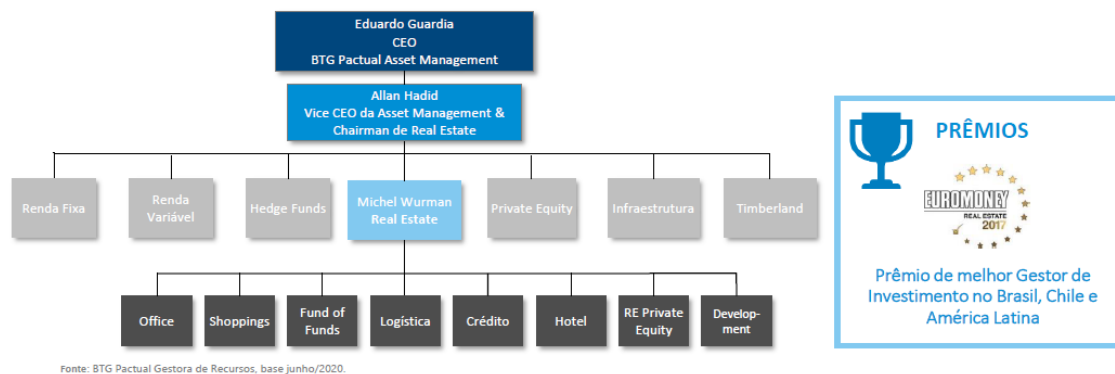 Eduardo Guardia
CEO
BTG Pactual Asset Management
Allan Hadid
Vice CEO da Asset Management &
Chairman de Real Estate
Renda Fixa
Renda
Variável
Hedge Funds
Michel Wurman
Real Estate
Private Equity
Infraestrutura
Timberland
Office
Shoppings
Fund of
Funds
Logística
Crédito
Hotel
RE Private
Equity
Develop-
ment
Fonte: BTG Pactual Gestora de Recursos, base junho/2020.
PRÊMIOS
EUROMONEY
REAL ESTATE
2017
Prêmio de melhor Gestor de
Investimento no Brasil, Chile e
América Latina